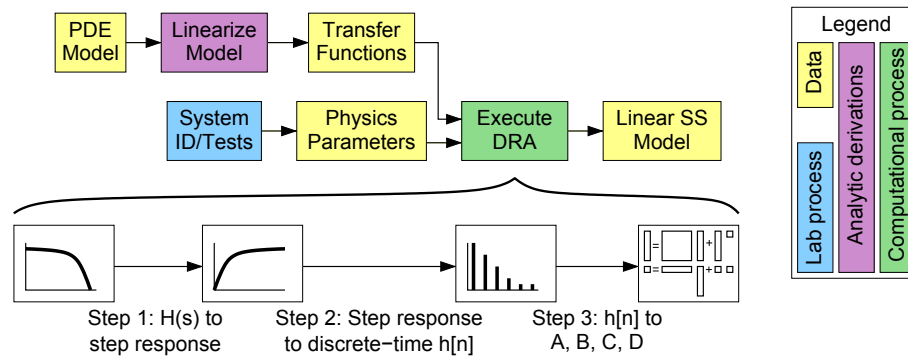 PDE
Model
Linearize
Model
Transfer
Functions
System
ID/Tests
Physics
Parameters
Execute
DRA
Linear SS
Model
Step 1: H(s) to
step response
Step 2: Step response
to discrete−time h[n]
Step 3: h[n] to
A, B, C, D
Legend
Data
Lab process
Analytic derivations
Computational process